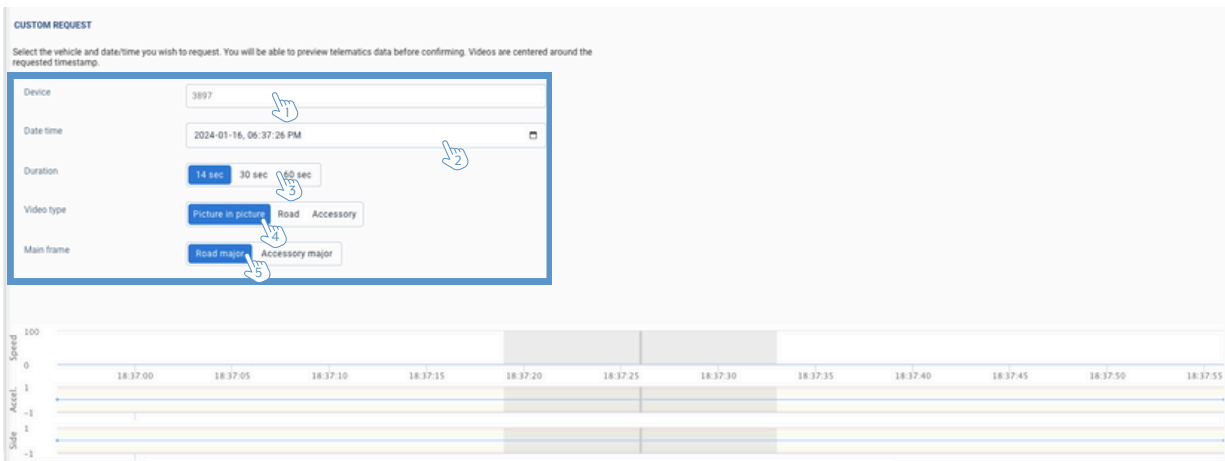 CUSTOM REQUEST
Select the vehicle and date/time you wish to request. You will be able to preview telematics data before confirming. Videos are centered around the
requested timestamp.
Device 3897 1
Date time 2024-01-16, 06:37:26 PM 2
Duration 14 sec 30 sec 60 sec 3
Video type Picture in picture Road Accessory 4
Main frame Road major Accessory major 5
Speed 100 0
18:37:00 18:37:05 18:37:10 18:37:15 18:37:20 18:37:25 18:37:30 18:37:35 18:37:40 18:37:45 18:37:50 18:37:55
Accel. 1 -1
Side 1 -1